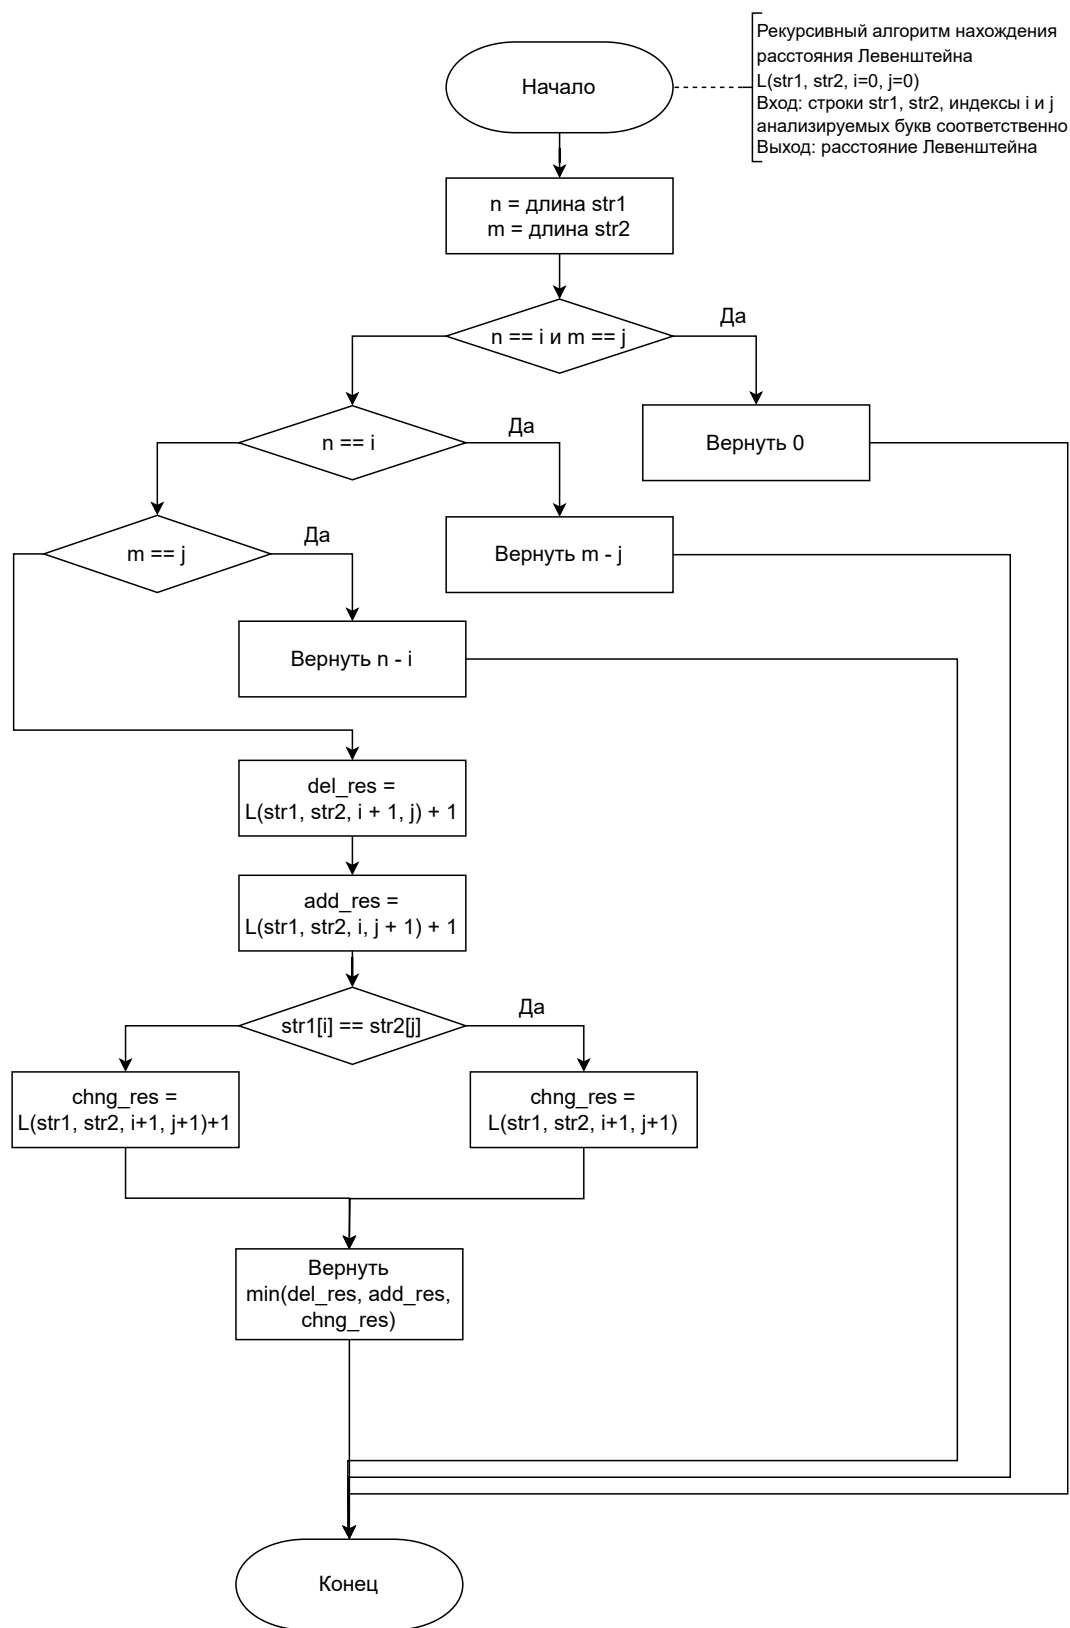 Начало
Рекурсивный алгоритм нахождения
расстояния Левенштейна
L(str1, str2, i=0, j=0)
Вход: строки str1, str2, индексы i и j
анализируемых букв соответственно
Выход: расстояние Левенштейна
n = длина str1
m = длина str2
n == i и m == j
Да
n == i
Да
Вернуть 0
m == j
Да
Вернуть m - j
Вернуть n - i
del_res =
L(str1, str2, i + 1, j) + 1
add_res =
L(str1, str2, i, j + 1) + 1
str1[i] == str2[j]
Да
chng_res =
L(str1, str2, i+1, j+1)+1
chng_res =
L(str1, str2, i+1, j+1)
Вернуть
min(del_res, add_res,
chng_res)
Конец